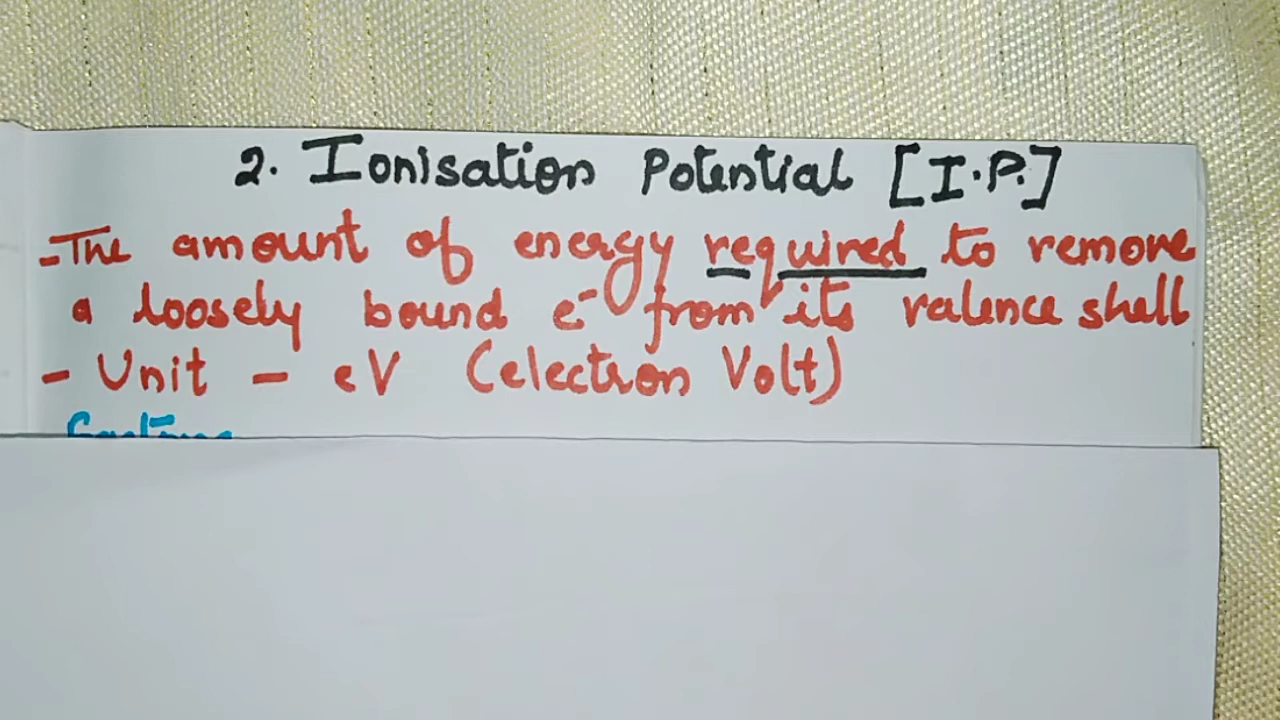 2. Ionisation Potential [I.P.]
- The amount of energy required to remove
a loosely bound e⁻ from its valence shell
- Unit - eV (electron Volt)